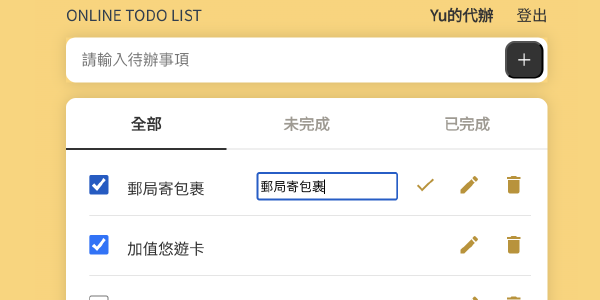 ONLINE TODO LIST
Yu的代辦
登出
請輸入待辦事項
全部
未完成
已完成
郵局寄包裹
郵局寄包裹
加值悠遊卡